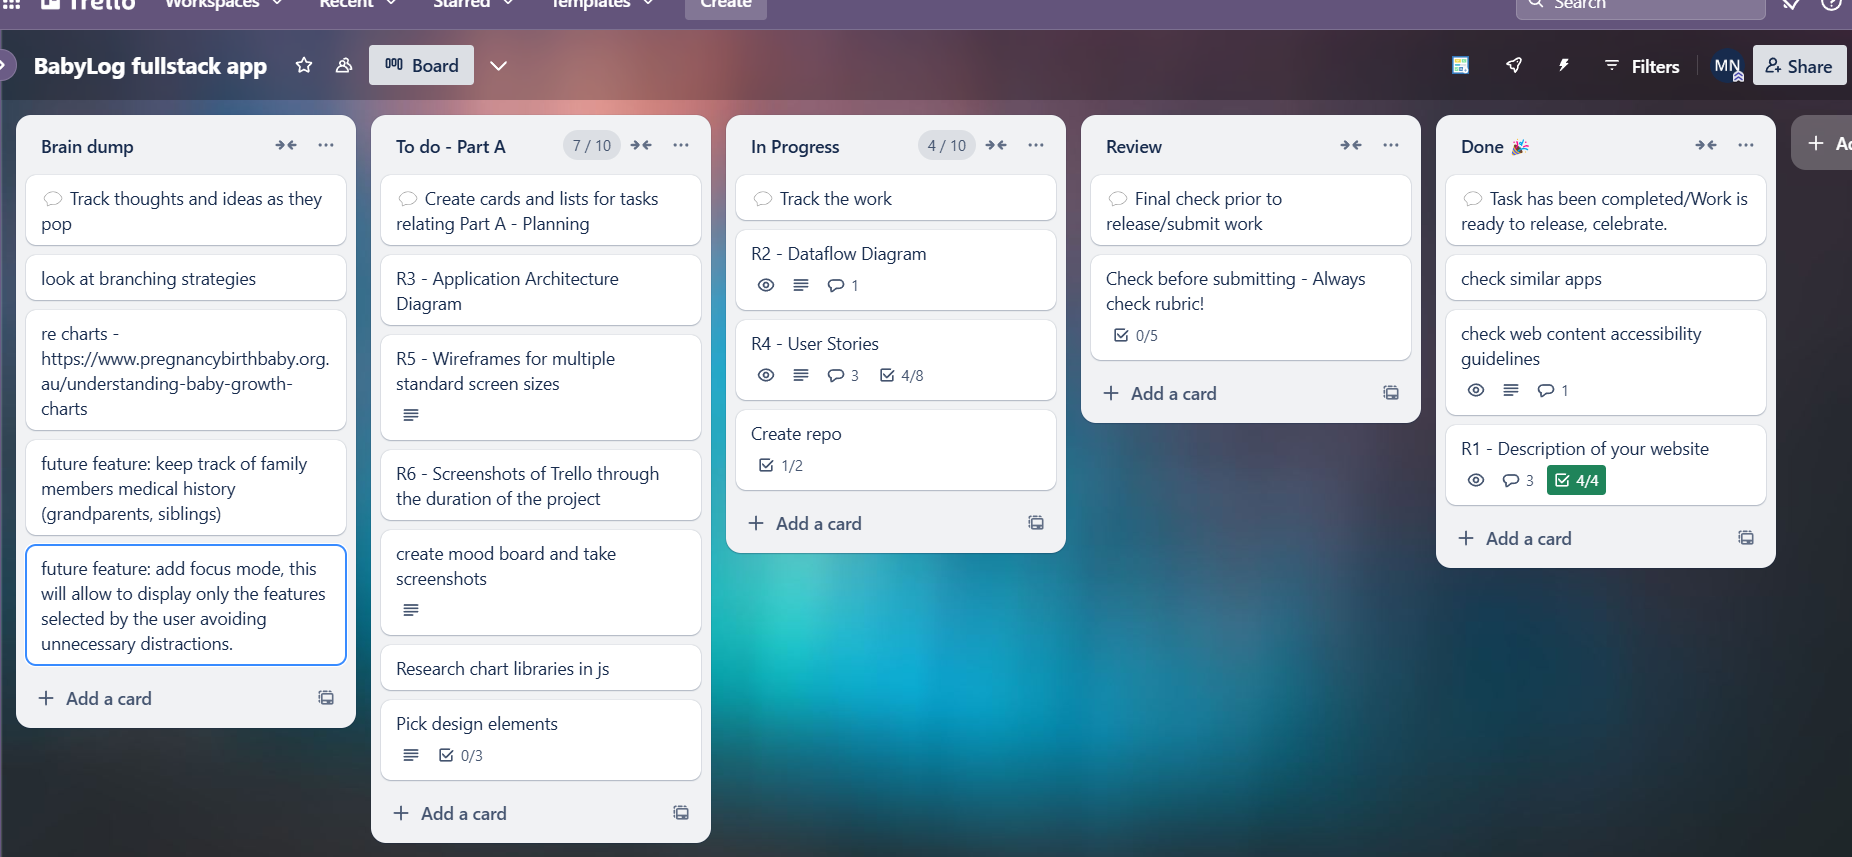 Trello
Workspaces
Recent
Starred
Templates
Create
Search
BabyLog fullstack app
Board
Filters
MN
Share
Brain dump
Track thoughts and ideas as they
pop
look at branching strategies
re charts -
https://www.pregnancybirthbaby.org.
au/understanding-baby-growth-
charts
future feature: keep track of family
members medical history
(grandparents, siblings)
future feature: add focus mode, this
will allow to display only the features
selected by the user avoiding
unnecessary distractions.
Add a card
To do - Part A
7 / 10
Create cards and lists for tasks
relating Part A - Planning
R3 - Application Architecture
Diagram
R5 - Wireframes for multiple
standard screen sizes
R6 - Screenshots of Trello through
the duration of the project
create mood board and take
screenshots
Research chart libraries in js
Pick design elements
0/3
Add a card
In Progress
4 / 10
Track the work
R2 - Dataflow Diagram
1
R4 - User Stories
3
4/8
Create repo
1/2
Add a card
Review
Final check prior to
release/submit work
Check before submitting - Always
check rubric!
0/5
Add a card
Done 🎉
Task has been completed/Work is
ready to release, celebrate.
check similar apps
check web content accessibility
guidelines
1
R1 - Description of your website
3
4/4
Add a card